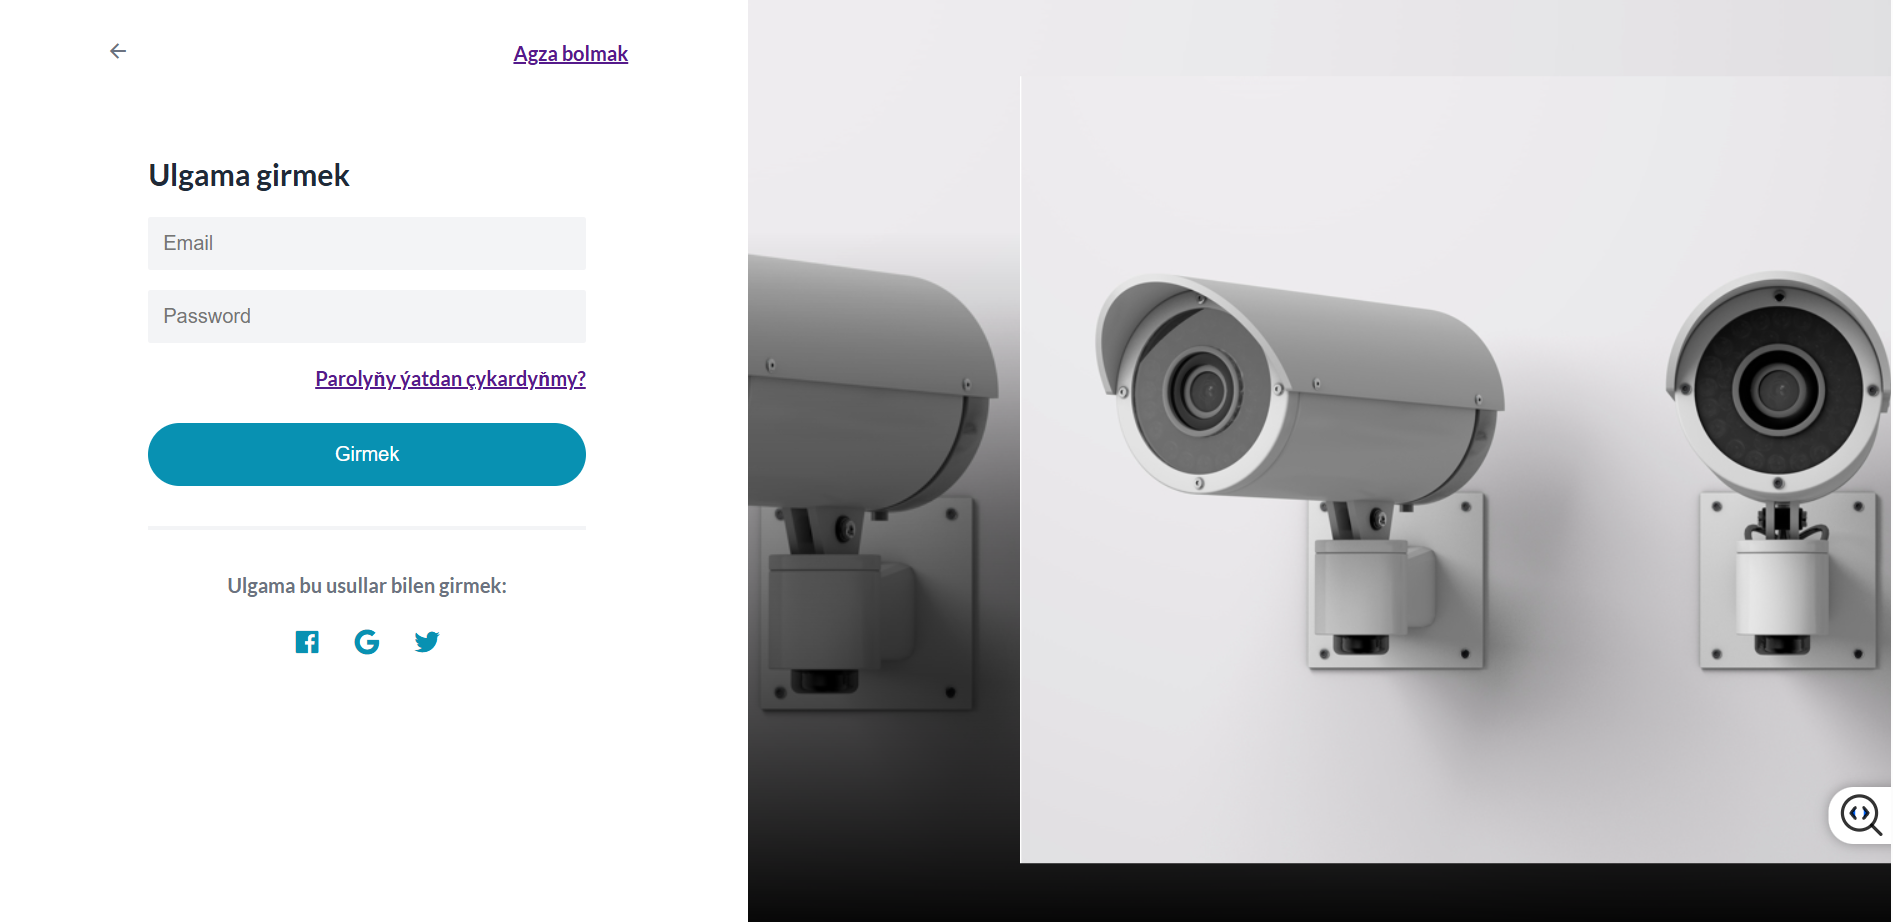 Agza bolmak
Ulgama girmek
Email
Password
Parolyňy ýatdan çykardyňmy?
Girmek
Ulgama bu usullar bilen girmek: